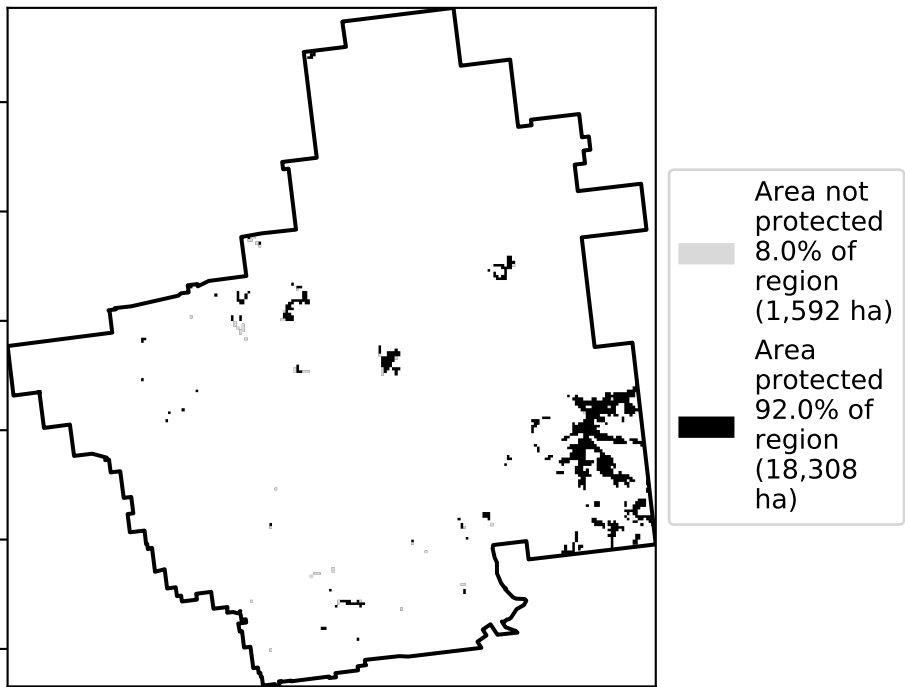 Area not
protected
8.0% of
region
(1,592 ha)
Area
protected
92.0% of
region
(18,308
ha)